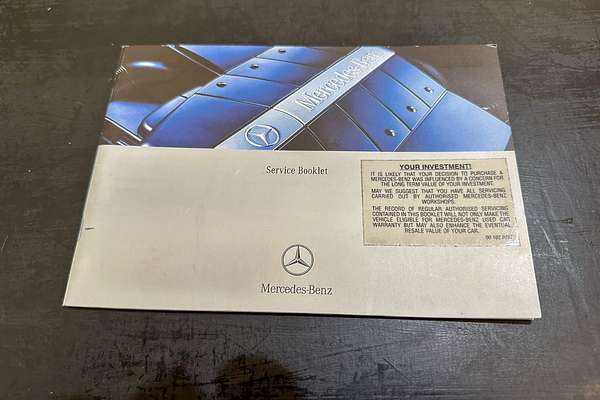 Mercedes-Benz
Service Booklet
YOUR INVESTMENT!
IT IS LIKELY THAT YOUR DECISION TO PURCHASE A
MERCEDES-BENZ WAS INFLUENCED BY A CONCERN FOR
THE LONG TERM VALUE OF YOUR INVESTMENT.
MAY WE SUGGEST THAT YOU HAVE ALL SERVICING
CARRIED OUT BY AUTHORISED MERCEDES-BENZ
WORKSHOPS.
THE RECORD OF REGULAR AUTHORISED SERVICING
CONTAINED IN THIS BOOKLET WILL NOT ONLY MAKE THE
VEHICLE ELIGIBLE FOR MERCEDES-BENZ USED CAR
WARRANTY BUT MAY ALSO ENHANCE THE EVENTUAL
RESALE VALUE OF YOUR CAR.
Mercedes-Benz